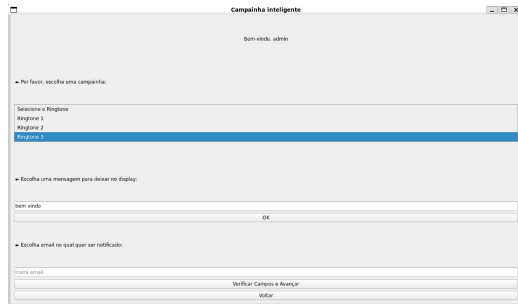 Campainha inteligente
Bem-vinde, admin
► Por favor, escolha uma campainha:
Selecione o Ringtone
Ringtone 1
Ringtone 2
Ringtone 3
► Escolha uma mensagem para deixar no display:
bem vindo
OK
► Escolha email no qual quer ser notificado:
insira email
Verificar Campos e Avançar
Voltar